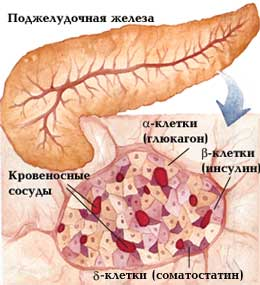 Поджелудочная железа
α-клетки
(глюкагон)
β-клетки
(инсулин)
Кровеносные
сосуды
δ-клетки (соматостатин)